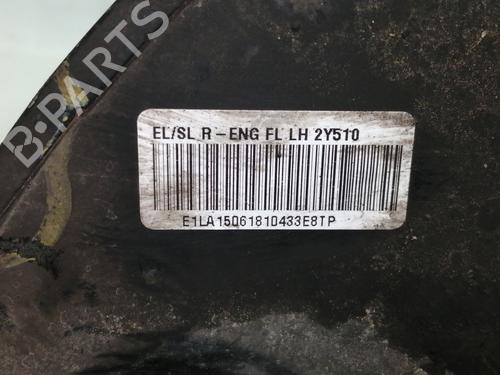 B-PARTS
EL/SL R-ENG FL LH 2Y510
E1LA15061810433E8TP